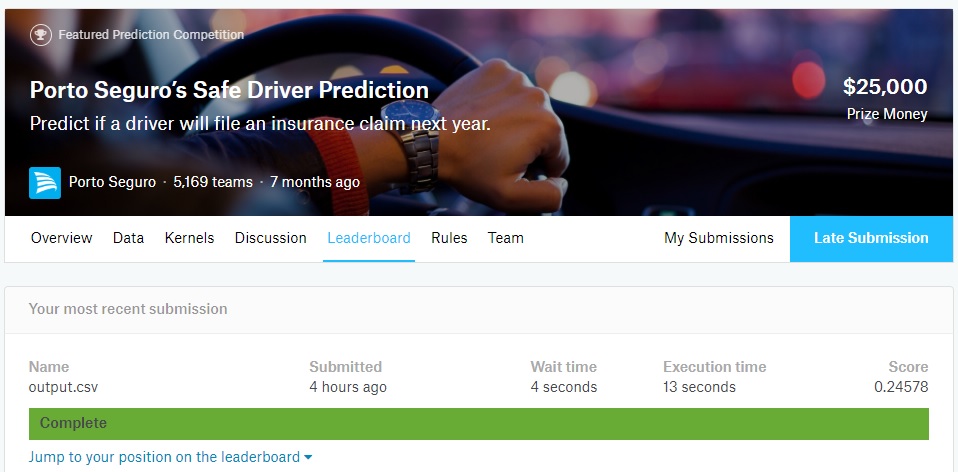 Featured Prediction Competition
Porto Seguro's Safe Driver Prediction
Predict if a driver will file an insurance claim next year.
$25,000
Prize Money
Porto Seguro · 5,169 teams · 7 months ago
Overview Data Kernels Discussion Leaderboard Rules Team My Submissions Late Submission
Your most recent submission
Name Submitted Wait time Execution time Score
output.csv 4 hours ago 4 seconds 13 seconds 0.24578
Complete
Jump to your position on the leaderboard